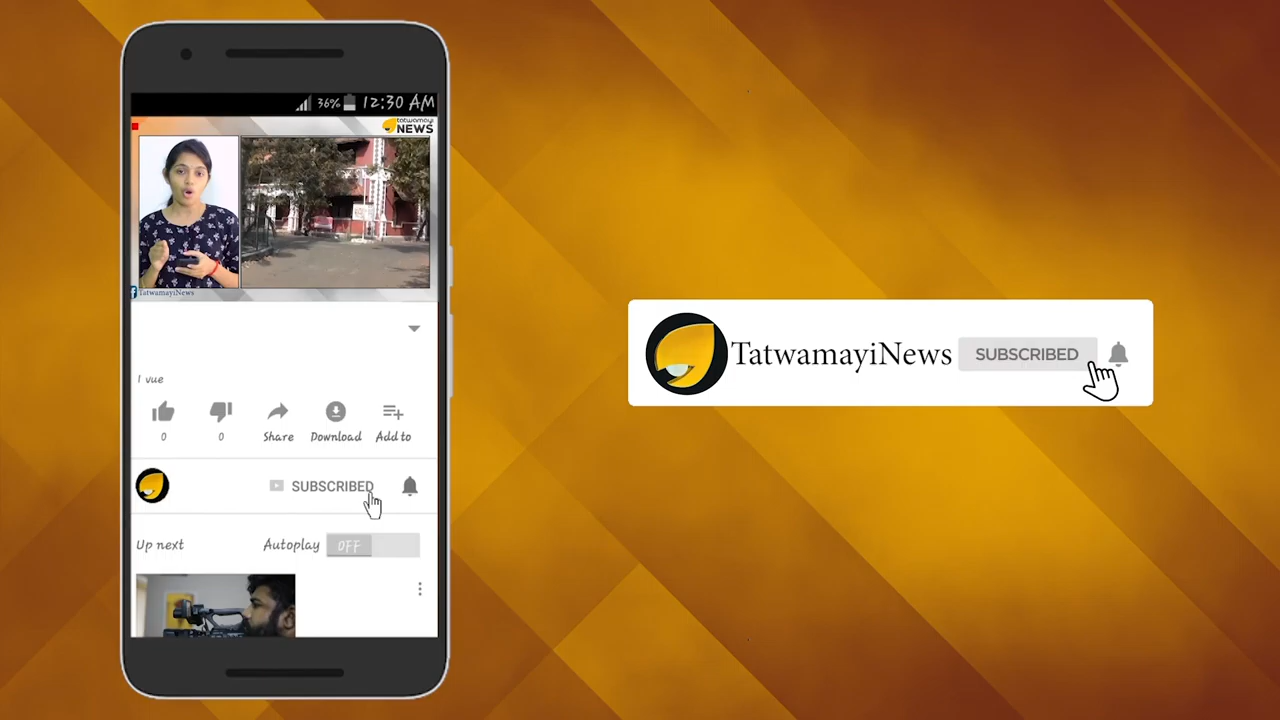 36% 12:30 AM
tatwamayi
NEWS
TatwamayiNews
1 vue
0 0 Share Download Add to
SUBSCRIBED
Up next Autoplay OFF
TatwamayiNews SUBSCRIBED